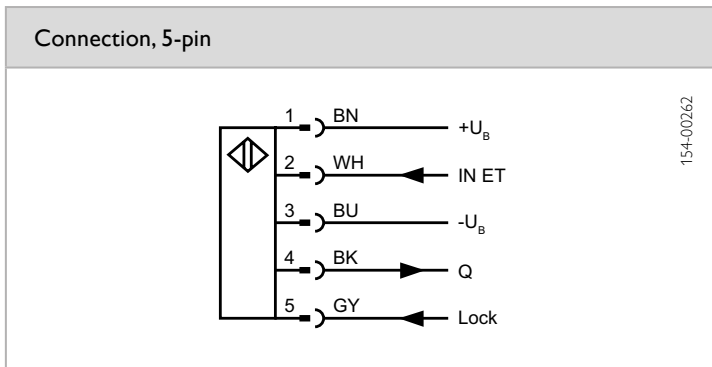 Connection, 5-pin
1 BN +U_B
2 WH IN ET
3 BU -U_B
4 BK Q
5 GY Lock
154-00262